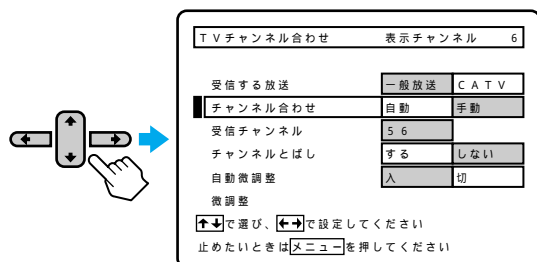 TVチャンネル合わせ 表示チャンネル 6
受信する放送 一般放送 CATV
チャンネル合わせ 自動 手動
受信チャンネル 56
チャンネルとばし する しない
自動微調整 入 切
微調整
↑↓で選び、←→で設定してください
止めたいときはメニューを押してください